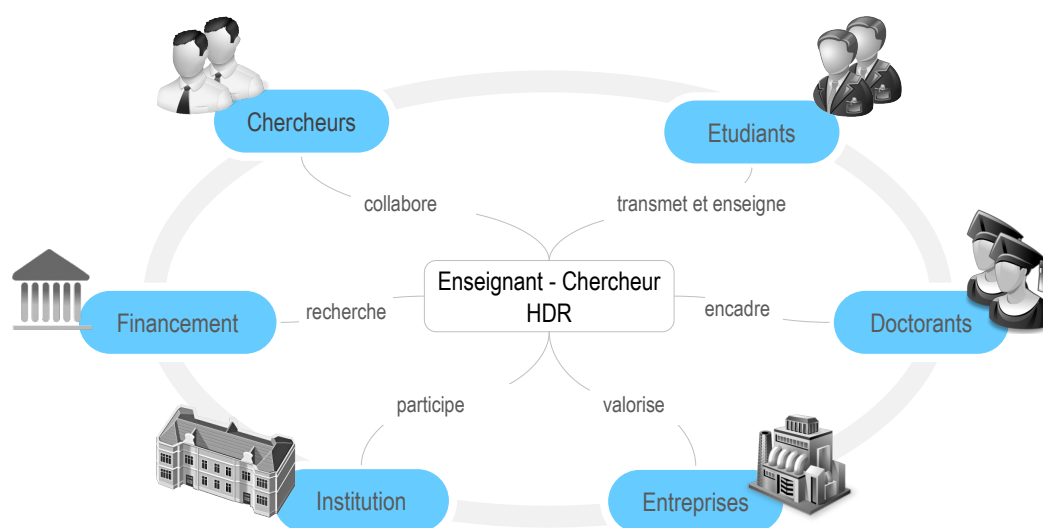 Chercheurs
Etudiants
collabore
transmet et enseigne
Enseignant - Chercheur
HDR
Financement
recherche
encadre
Doctorants
participe
valorise
Institution
Entreprises